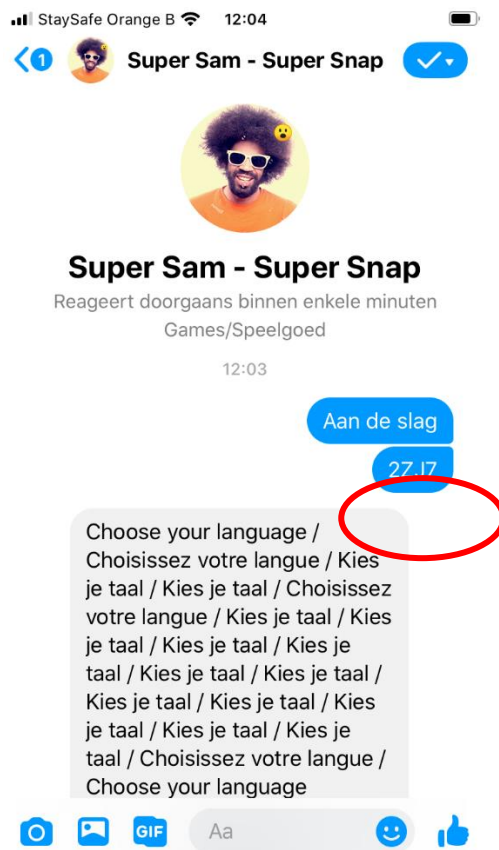 StaySafe Orange B 12:04
1 Super Sam - Super Snap
Super Sam - Super Snap
Reageert doorgaans binnen enkele minuten
Games/Speelgoed
12:03
Aan de slag
2ZJ7
Choose your language /
Choisissez votre langue / Kies
je taal / Kies je taal / Choisissez
votre langue / Kies je taal / Kies
je taal / Kies je taal / Kies je
taal / Kies je taal / Kies je taal /
Kies je taal / Kies je taal / Kies
je taal / Kies je taal / Kies je
taal / Choisissez votre langue /
Choose your language
GIF Aa